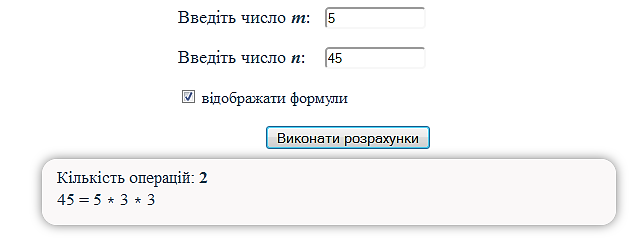 Введіть число m: 5
Введіть число n: 45
відображати формули
Виконати розрахунки
Кількість операцій: 2
45 = 5 * 3 * 3